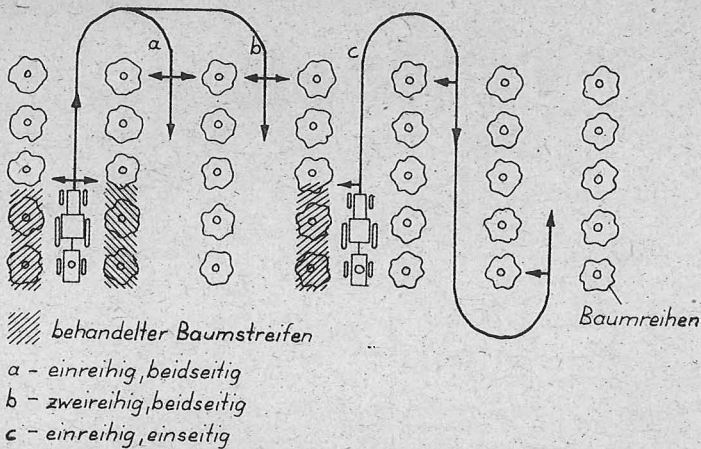 a
b
c
Baumreihen
behandelter Baumstreifen
a - einreihig, beidseitig
b - zweireihig, beidseitig
c - einreihig, einseitig